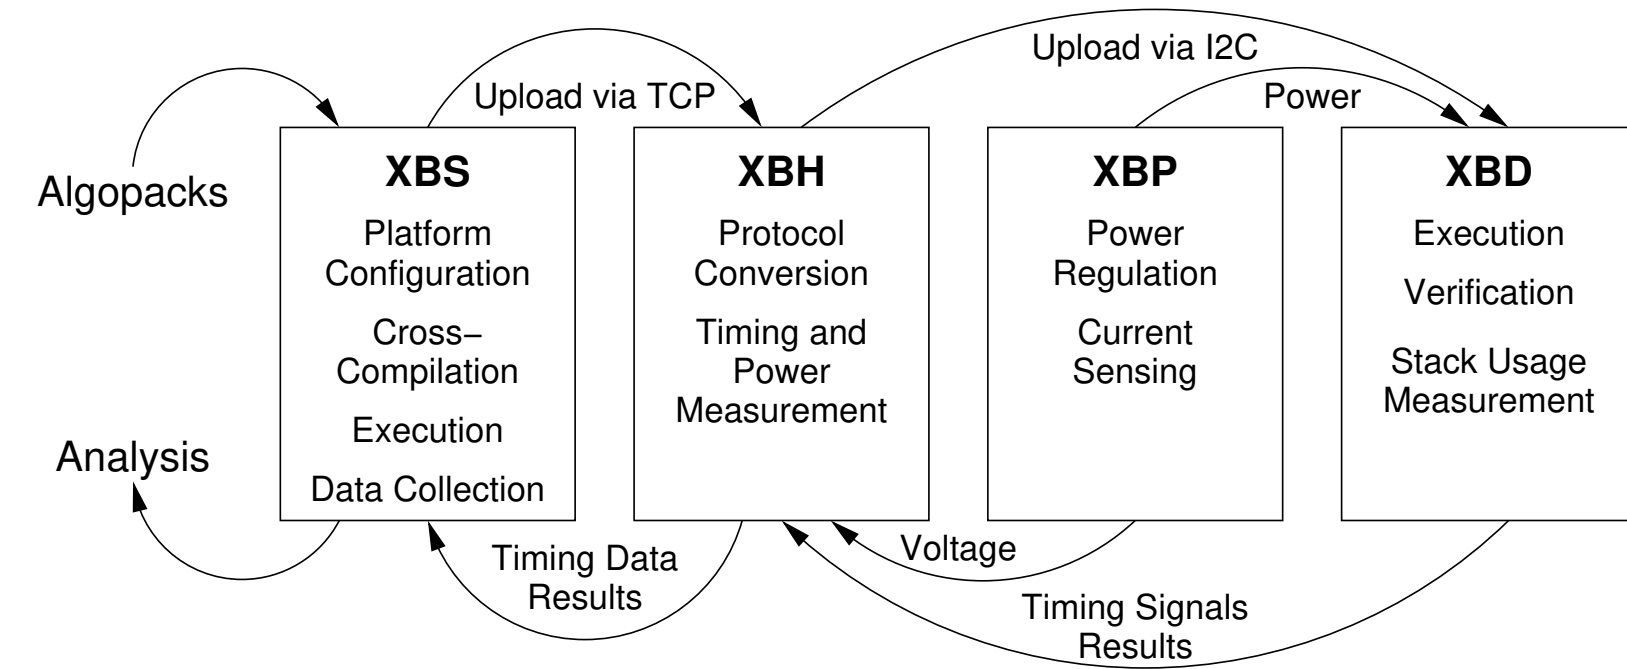 Upload via I2C
Upload via TCP
Power
Algopacks
XBS
Platform
Configuration
Cross–
Compilation
Execution
Data Collection
XBH
Protocol
Conversion
Timing and
Power
Measurement
XBP
Power
Regulation
Current
Sensing
XBD
Execution
Verification
Stack Usage
Measurement
Analysis
Timing Data
Results
Voltage
Timing Signals
Results